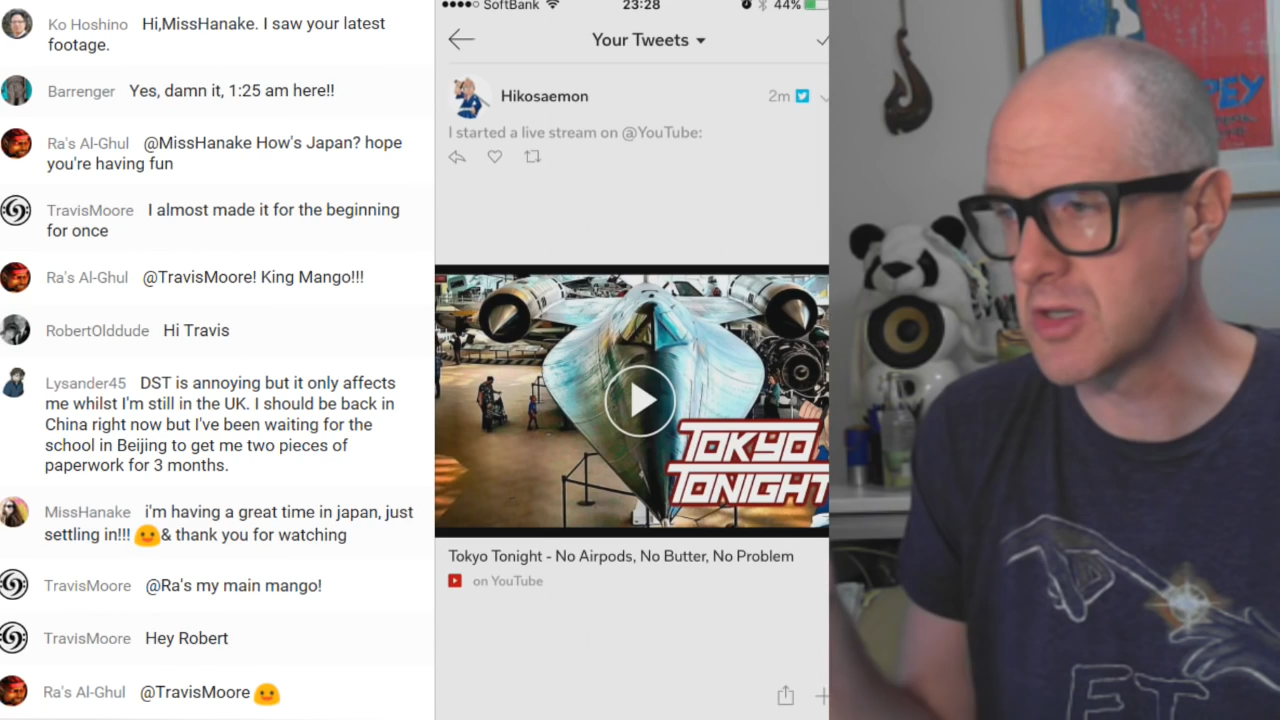 Ko Hoshino Hi,MissHanake. I saw your latest
footage.
Barrenger Yes, damn it, 1:25 am here!!
Ra's Al-Ghul @MissHanake How's Japan? hope
you're having fun
TravisMoore I almost made it for the beginning
for once
Ra's Al-Ghul @TravisMoore! King Mango!!!
RobertOlddude Hi Travis
Lysander45 DST is annoying but it only affects
me whilst I'm still in the UK. I should be back in
China right now but I've been waiting for the
school in Beijing to get me two pieces of
paperwork for 3 months.
MissHanake i'm having a great time in japan, just
settling in!!! & thank you for watching
TravisMoore @Ra's my main mango!
TravisMoore Hey Robert
Ra's Al-Ghul @TravisMoore
SoftBank 23:28 44%
Your Tweets
Hikosaemon 2m
I started a live stream on @YouTube:
TOKYO
TONIGHT
Tokyo Tonight - No Airpods, No Butter, No Problem
on YouTube
ET